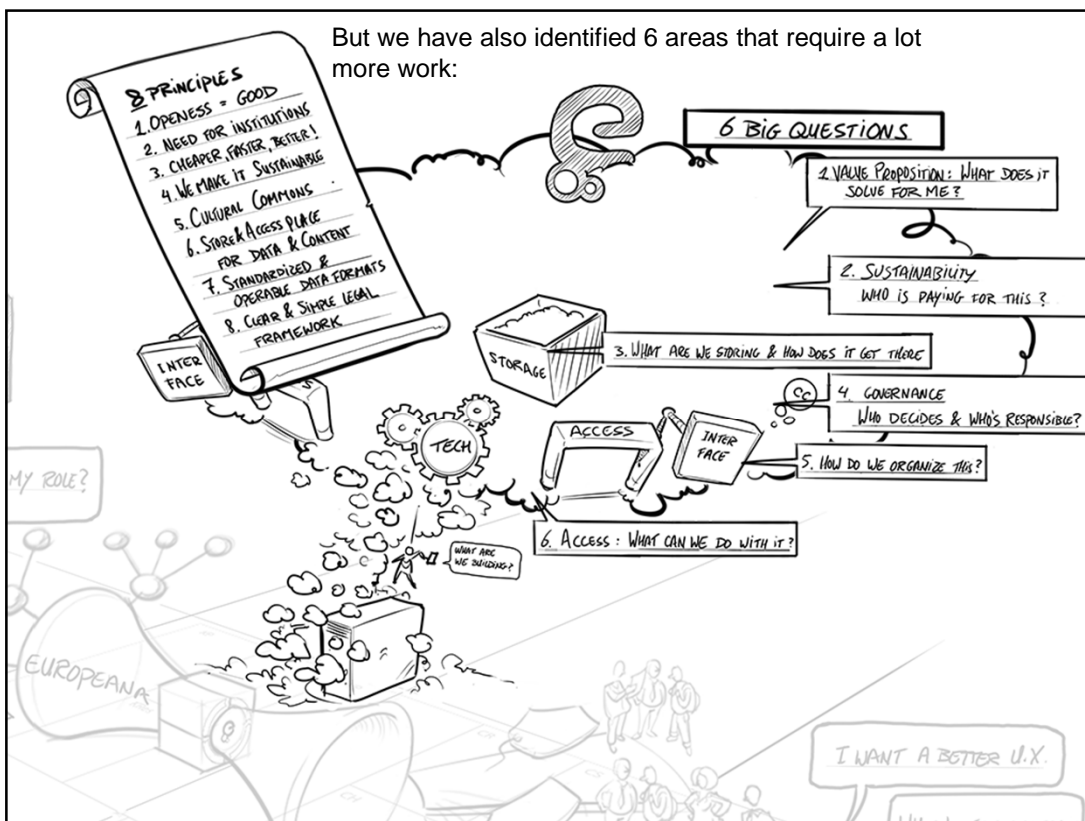 But we have also identified 6 areas that require a lot
more work:
8 PRINCIPLES
1. OPENESS = GOOD
2. NEED FOR INSTITUTIONS
3. CHEAPER, FASTER, BETTER!
4. WE MAKE IT SUSTAINABLE
5. CULTURAL COMMONS
6. STORE & ACCESS PLACE
FOR DATA & CONTENT
7. STANDARDIZED &
OPERABLE DATA FORMATS
8. CLEAR & SIMPLE LEGAL
FRAMEWORK
INTER
FACE
6 BIG QUESTIONS
1 VALUE PROPOSITION: WHAT DOES IT
SOLVE FOR ME?
2. SUSTAINABILITY
WHO IS PAYING FOR THIS?
STORAGE
3. WHAT ARE WE STORING & HOW DOES IT GET THERE
CC
4. GOVERNANCE
WHO DECIDES & WHO'S RESPONSIBLE?
TECH
ACCESS
INTER
FACE
5. HOW DO WE ORGANIZE THIS?
MY ROLE?
6. ACCESS: WHAT CAN WE DO WITH IT?
WHAT ARE
WE BUILDING?
EUROPEANA
I WANT A BETTER U.X.